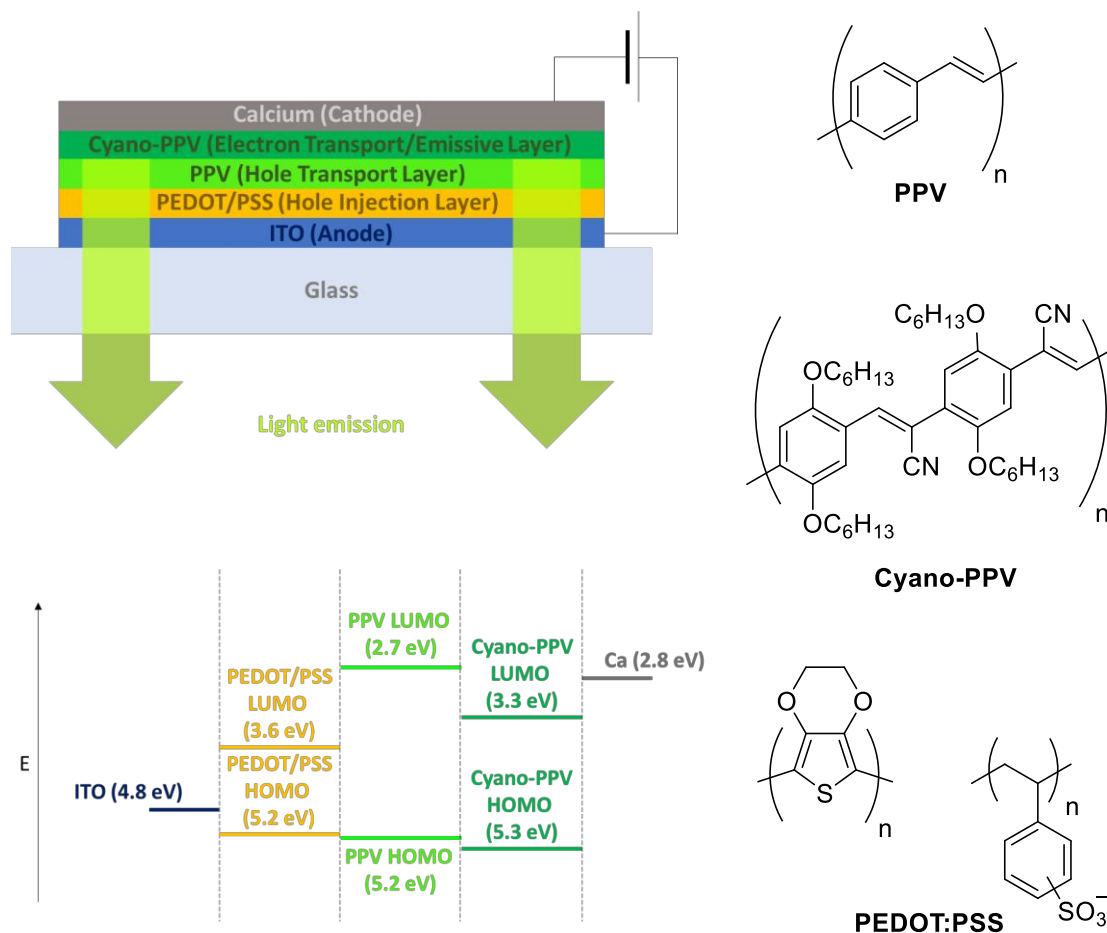 Calcium (Cathode)
Cyano-PPV (Electron Transport/Emissive Layer)
PPV (Hole Transport Layer)
PEDOT/PSS (Hole Injection Layer)
ITO (Anode)
Glass
Light emission
n
PPV
C₆H₁₃O
CN
OC₆H₁₃
CN
OC₆H₁₃
OC₆H₁₃
n
Cyano-PPV
E
ITO (4.8 eV)
PEDOT/PSS
LUMO
(3.6 eV)
PEDOT/PSS
HOMO
(5.2 eV)
PPV LUMO
(2.7 eV)
PPV HOMO
(5.2 eV)
Cyano-PPV
LUMO
(3.3 eV)
Cyano-PPV
HOMO
(5.3 eV)
Ca (2.8 eV)
O
O
S
n
n
SO₃⁻
PEDOT:PSS